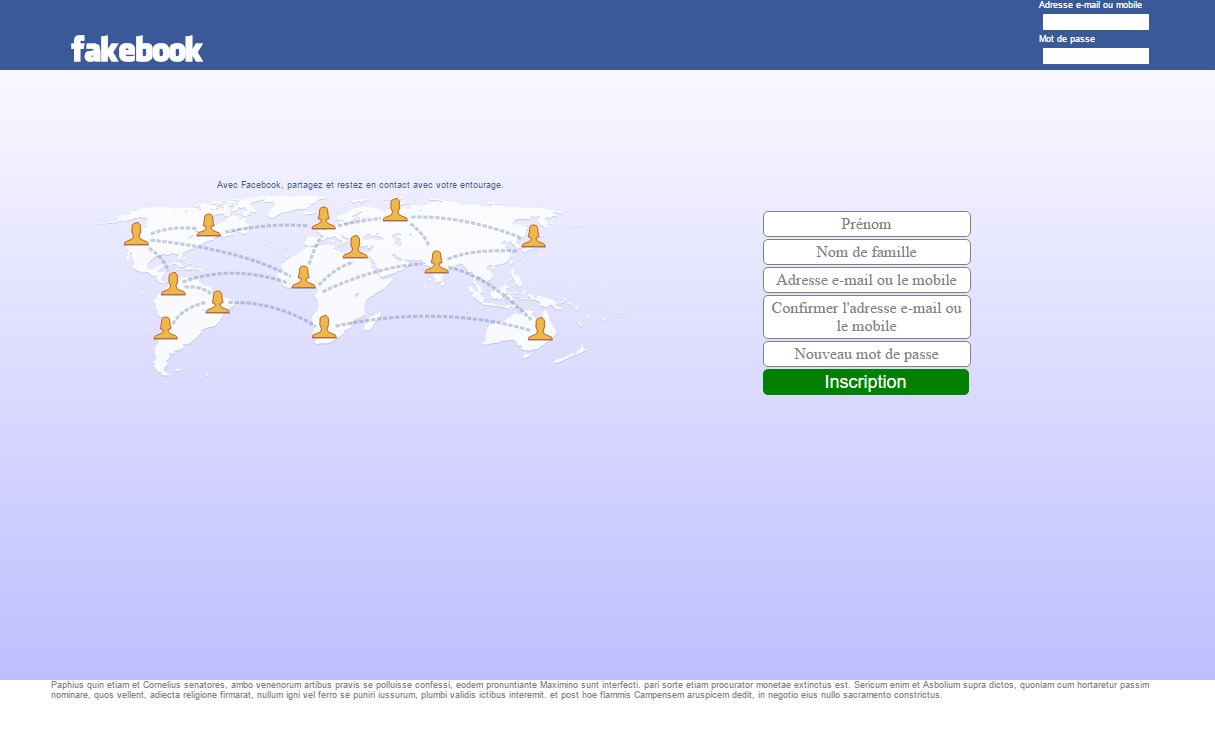 Adresse e-mail ou mobile
fakebook
Mot de passe
Avec Facebook, partagez et restez en contact avec votre entourage.
Prénom
Nom de famille
Adresse e-mail ou le mobile
Confirmer l'adresse e-mail ou
le mobile
Nouveau mot de passe
Inscription
Paphius quin etiam et Cornelius senatores, ambo venenorum artibus pravis se polluisse confessi, eodem pronuntiante Maximino sunt interfecti. pari sorte etiam procurator monetae extinctus est. Sericum enim et Asbolium supra dictos, quoniam cum hortaretur passim
nominare, quos vellent, adiecta religione firmarat, nullum igni vel ferro se puniri iussurum, plumbi validis ictibus interemit. et post hoe flammis Campensem aruspicem dedit, in negotio eius nullo sacramento constrictus.